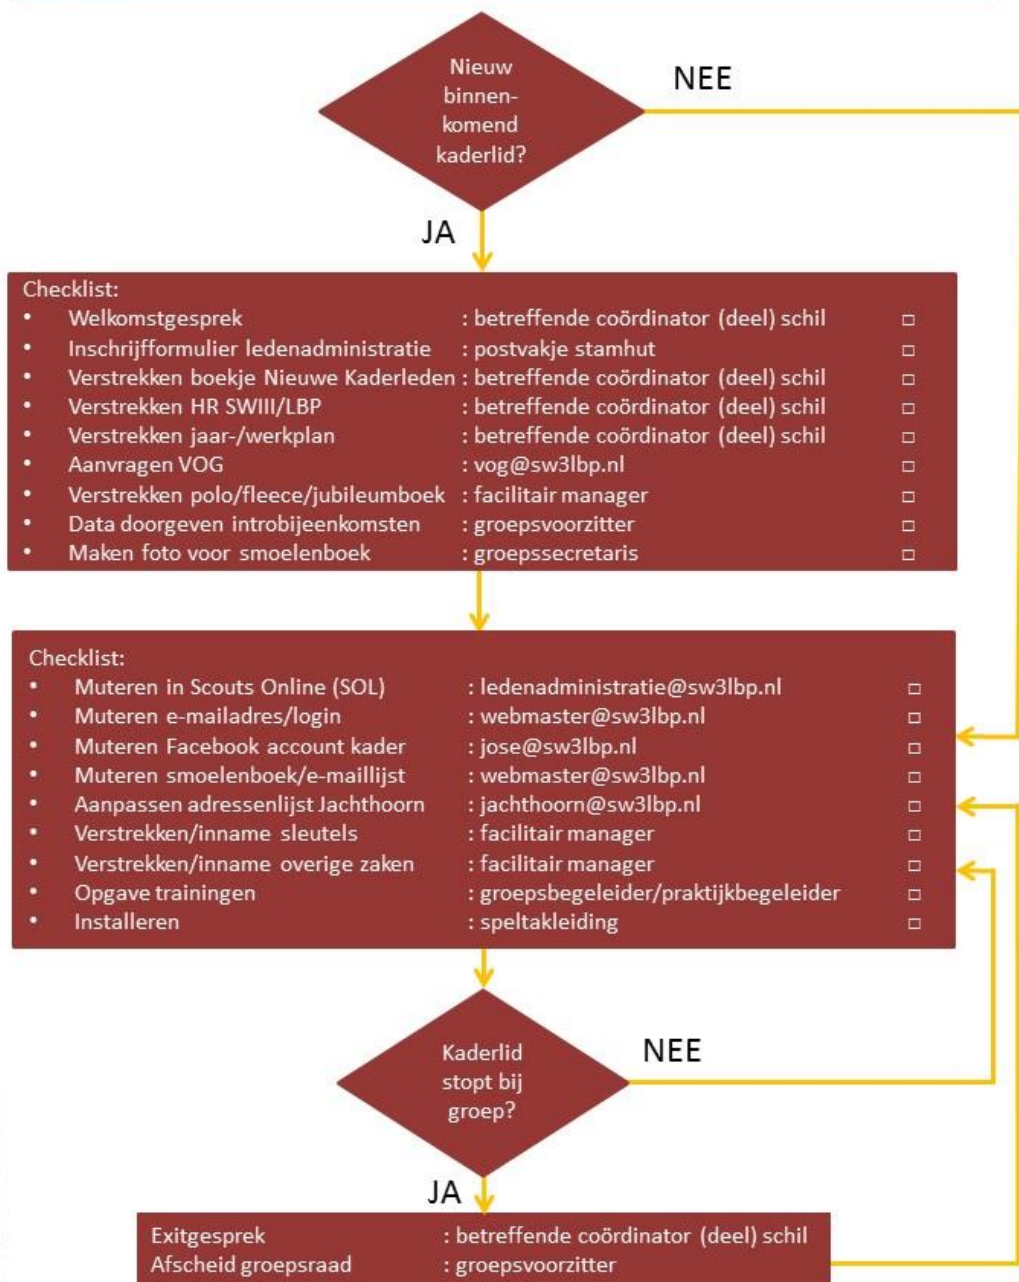 Nieuw
binnen-
komend
kaderlid?
NEE
JA
Checklist:
• Welkomstgesprek : betreffende coördinator (deel) schil □
• Inschrijfformulier ledenadministratie : postvakje stamhut □
• Verstrekken boekje Nieuwe Kaderleden : betreffende coördinator (deel) schil □
• Verstrekken HR SWIII/LBP : betreffende coördinator (deel) schil □
• Verstrekken jaar-/werkplan : betreffende coördinator (deel) schil □
• Aanvragen VOG : vog@sw3lbp.nl □
• Verstrekken polo/fleece/jubileumboek : facilitair manager □
• Data doorgeven introbijeenkomsten : groepsvoorzitter □
• Maken foto voor smoelenboek : groepssecretaris □
Checklist:
• Muteren in Scouts Online (SOL) : ledenadministratie@sw3lbp.nl □
• Muteren e-mailadres/login : webmaster@sw3lbp.nl □
• Muteren Facebook account kader : jose@sw3lbp.nl □
• Muteren smoelenboek/e-maillijst : webmaster@sw3lbp.nl □
• Aanpassen adressenlijst Jachthoorn : jachthoorn@sw3lbp.nl □
• Verstrekken/inname sleutels : facilitair manager □
• Verstrekken/inname overige zaken : facilitair manager □
• Opgave trainingen : groepsbegeleider/praktijkbegeleider □
• Installeren : speltakleiding □
Kaderlid
stopt bij
groep?
NEE
JA
Exitgesprek : betreffende coördinator (deel) schil
Afscheid groepsraad : groepsvoorzitter